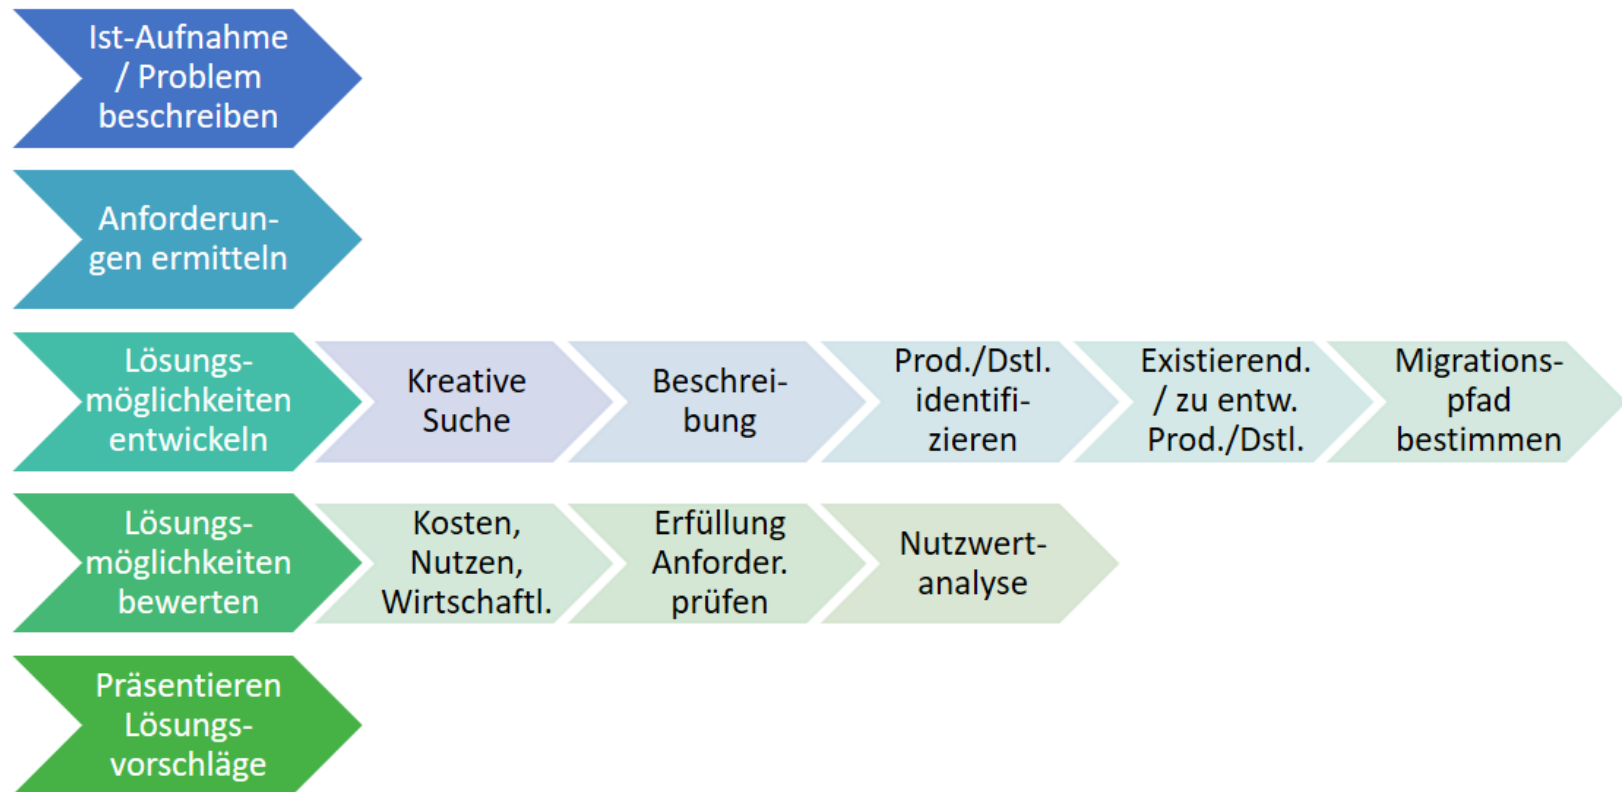 Ist-Aufnahme
/ Problem
beschreiben
Anforderun-
gen ermitteln
Lösungs-
möglichkeiten
entwickeln
Kreative
Suche
Beschrei-
bung
Prod./Dstl.
identifi-
zieren
Existierend.
/ zu entw.
Prod./Dstl.
Migrations-
pfad
bestimmen
Lösungs-
möglichkeiten
bewerten
Kosten,
Nutzen,
Wirtschaftl.
Erfüllung
Anforder.
prüfen
Nutzwert-
analyse
Präsentieren
Lösungs-
vorschläge